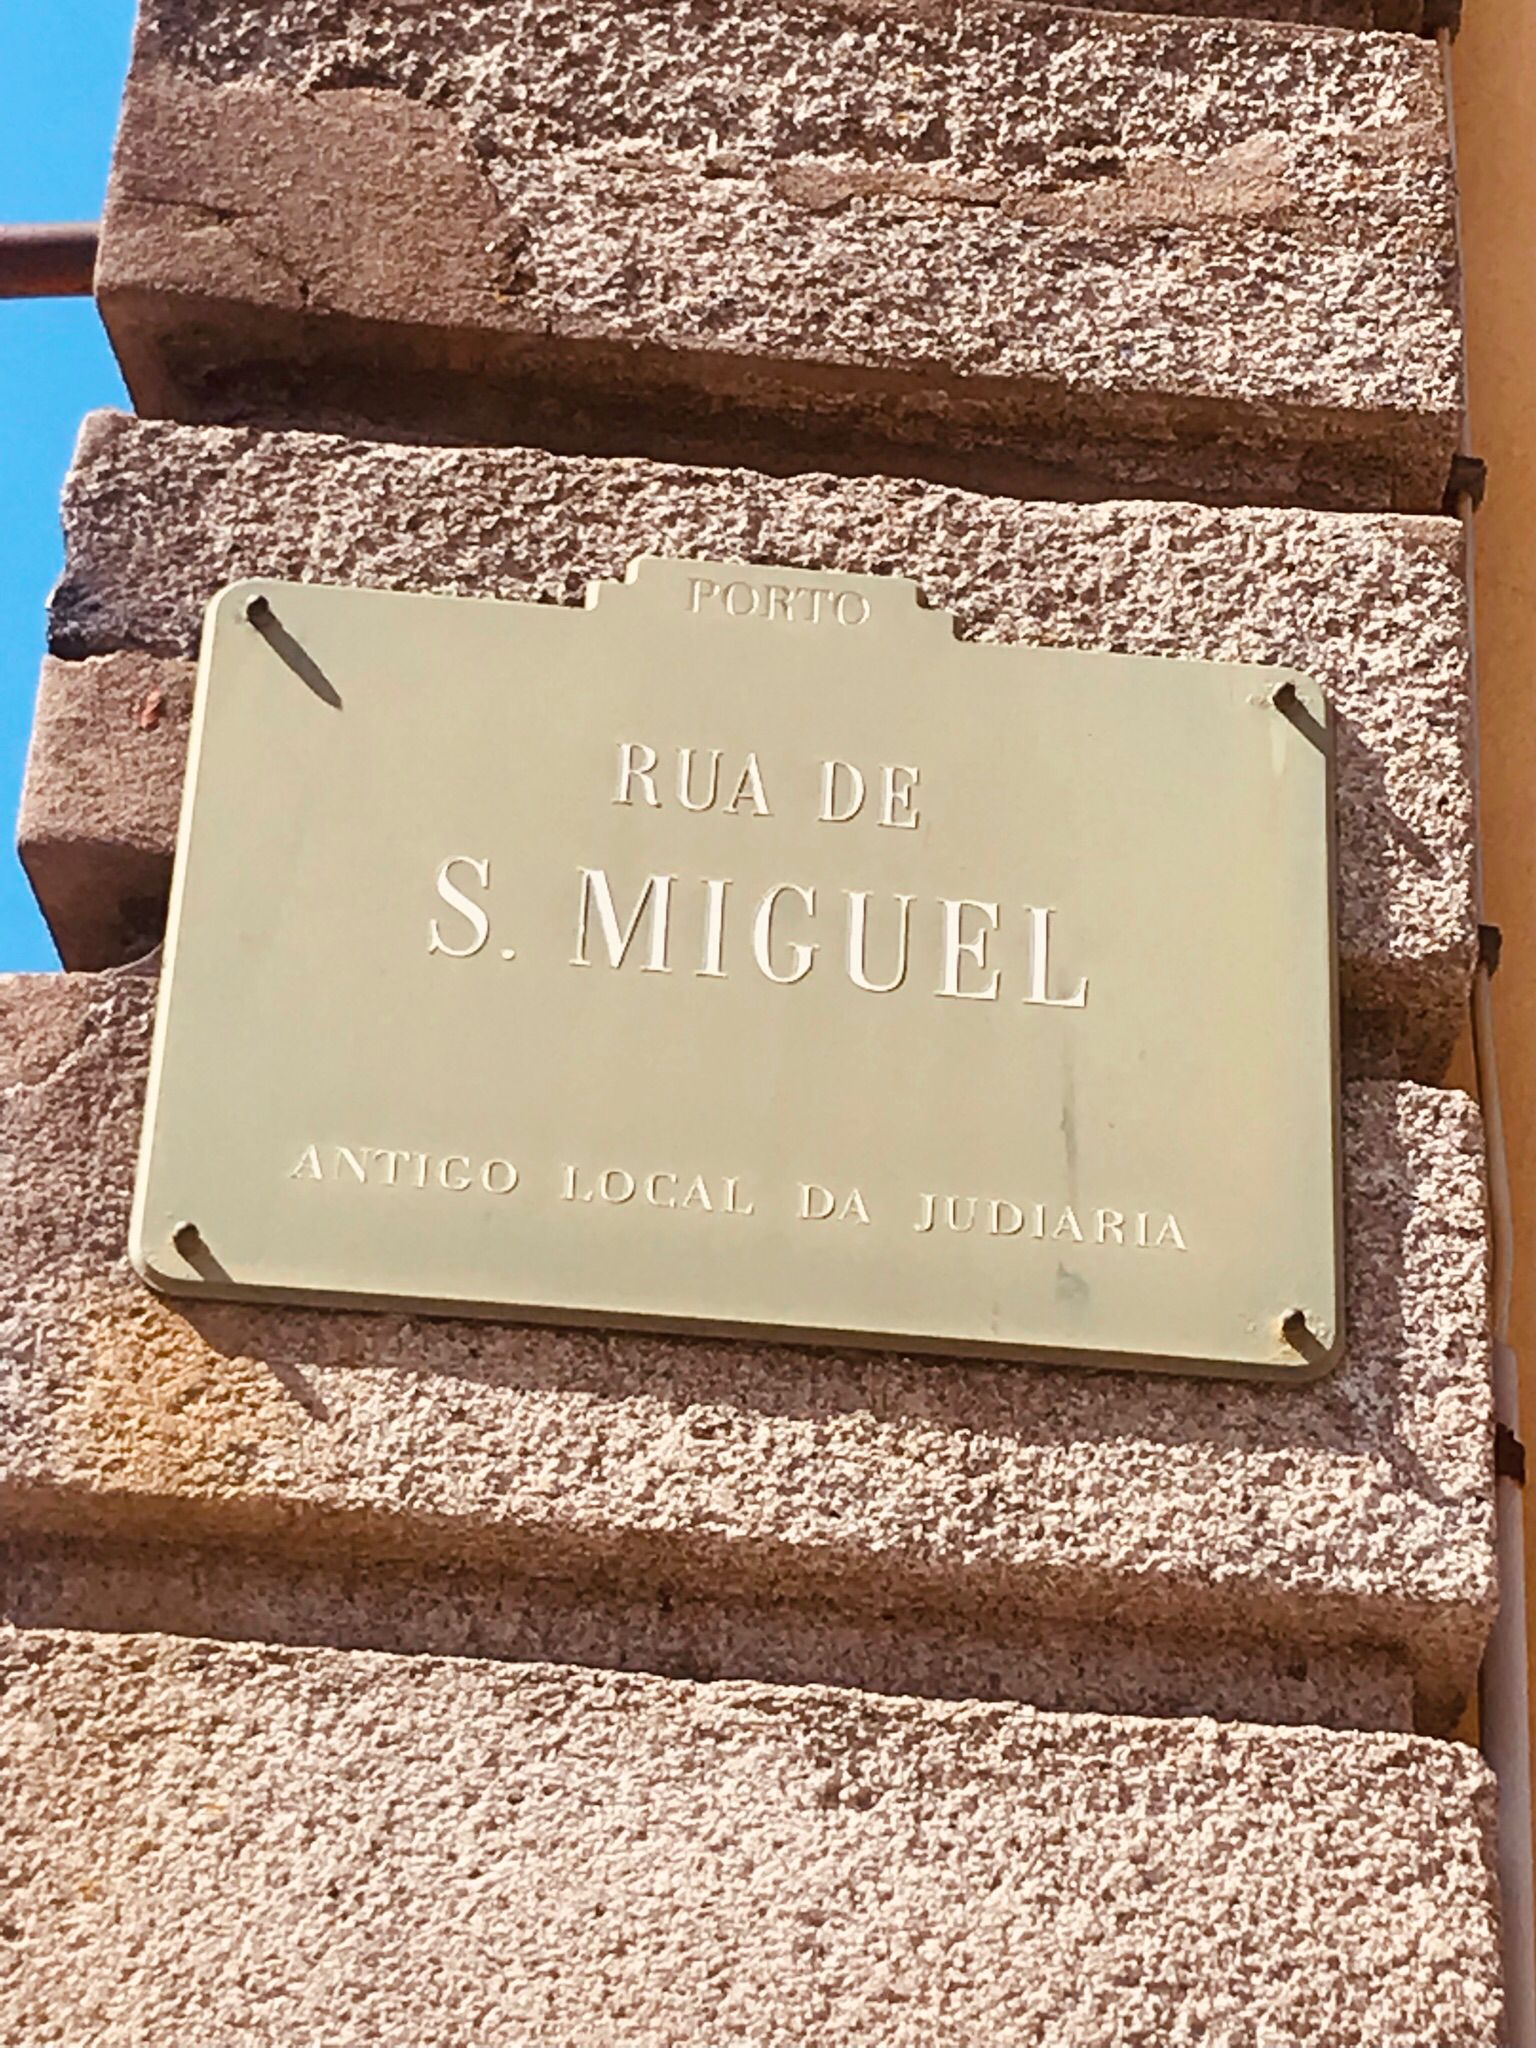 PORTO
RUA DE
S. MIGUEL
ANTIGO LOCAL DA JUDIARIA